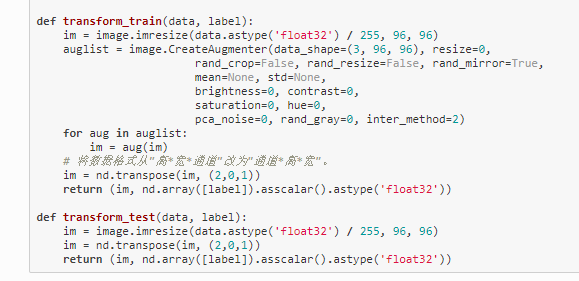 def transform_train(data, label):
    im = image.imresize(data.astype('float32') / 255, 96, 96)
    auglist = image.CreateAugmenter(data_shape=(3, 96, 96), resize=0,
                        rand_crop=False, rand_resize=False, rand_mirror=True,
                        mean=None, std=None,
                        brightness=0, contrast=0,
                        saturation=0, hue=0,
                        pca_noise=0, rand_gray=0, inter_method=2)
    for aug in auglist:
        im = aug(im)
    # 将数据格式从"高*宽*通道"改为"通道*高*宽"。
    im = nd.transpose(im, (2,0,1))
    return (im, nd.array([label]).asscalar().astype('float32'))
def transform_test(data, label):
    im = image.imresize(data.astype('float32') / 255, 96, 96)
    im = nd.transpose(im, (2,0,1))
    return (im, nd.array([label]).asscalar().astype('float32'))